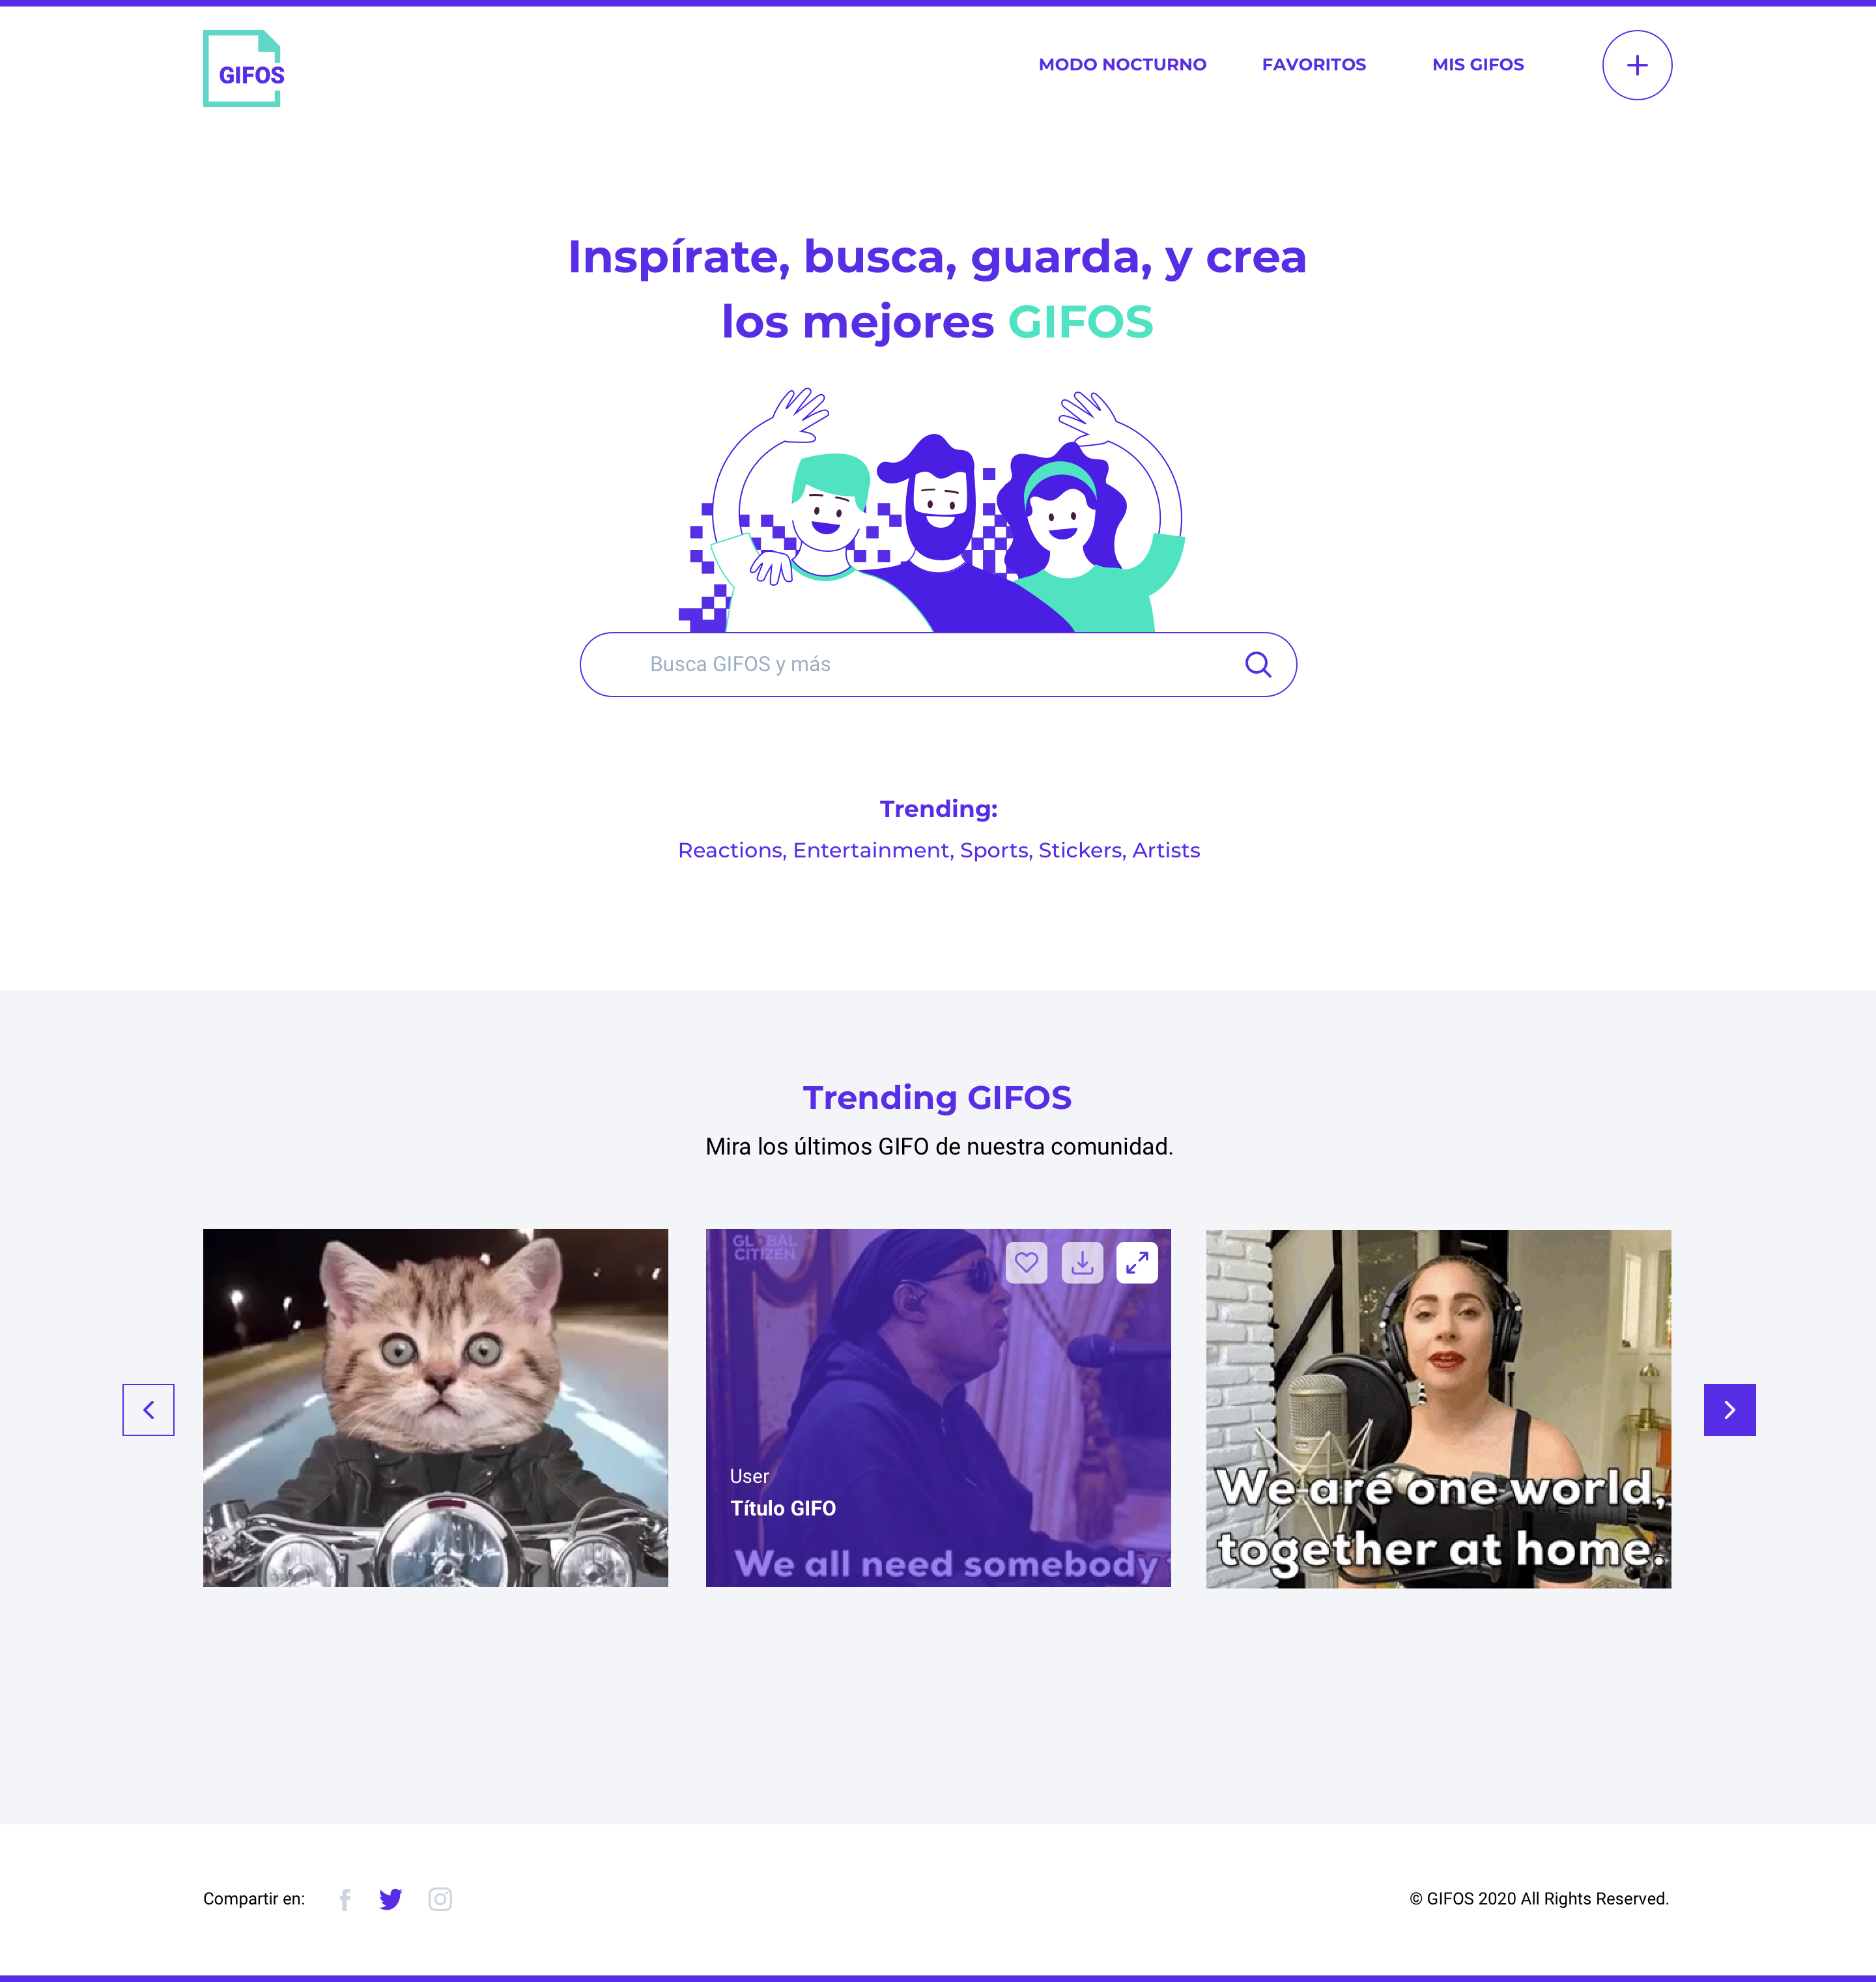 GIFOS
MODO NOCTURNO
FAVORITOS
MIS GIFOS
Inspírate, busca, guarda, y crea
los mejores GIFOS
Busca GIFOS y más
Trending:
Reactions, Entertainment, Sports, Stickers, Artists
Trending GIFOS
Mira los últimos GIFO de nuestra comunidad.
GLOBAL
CITIZEN
User
Título GIFO
We all need somebody
We are one world,
together at home.
Compartir en:
© GIFOS 2020 All Rights Reserved.